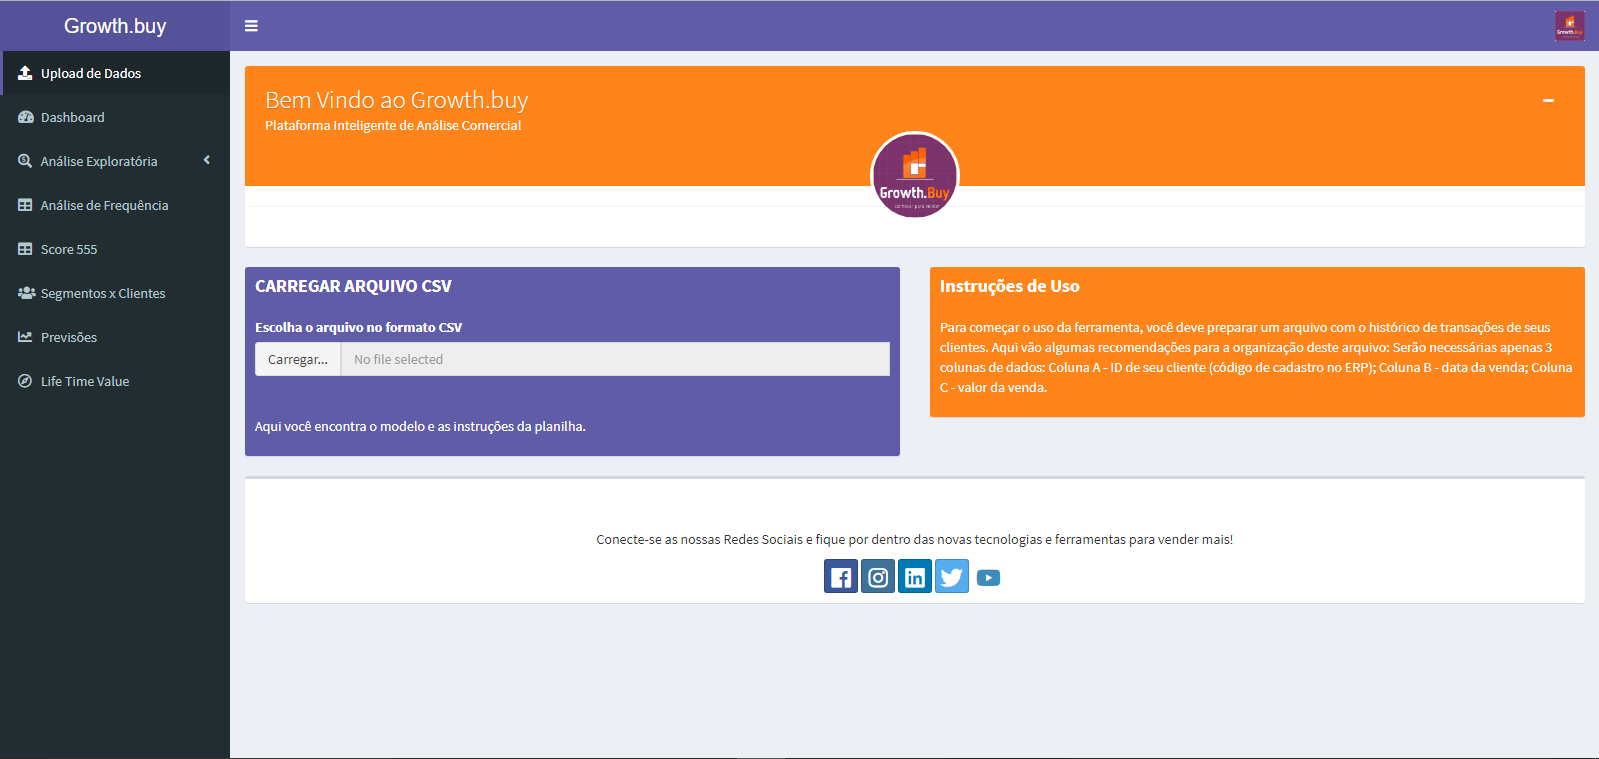 Growth.buy
Upload de Dados
Dashboard
Análise Exploratória
Análise de Frequência
Score 555
Segmentos x Clientes
Previsões
Life Time Value
Growth.Buy
Bem Vindo ao Growth.buy
Plataforma Inteligente de Análise Comercial
Growth.Buy
conhecer para vender
CARREGAR ARQUIVO CSV
Escolha o arquivo no formato CSV
Carregar...
No file selected
Aqui você encontra o modelo e as instruções da planilha.
Instruções de Uso
Para começar o uso da ferramenta, você deve preparar um arquivo com o histórico de transações de seus
clientes. Aqui vão algumas recomendações para a organização deste arquivo: Serão necessárias apenas 3
colunas de dados: Coluna A - ID de seu cliente (código de cadastro no ERP); Coluna B - data da venda; Coluna
C - valor da venda.
Conecte-se as nossas Redes Sociais e fique por dentro das novas tecnologias e ferramentas para vender mais!